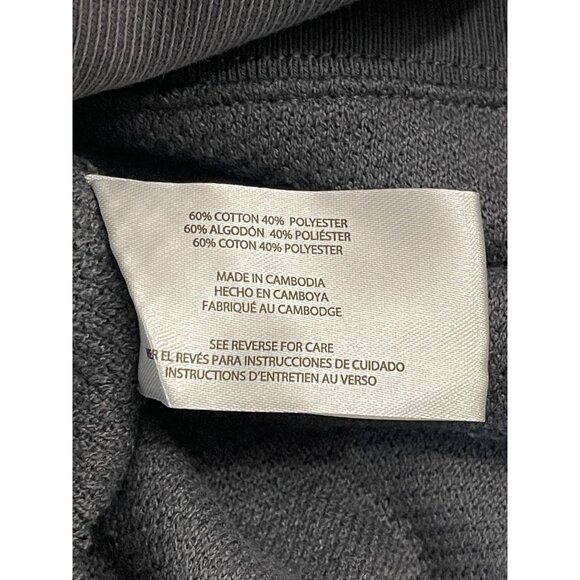 60% COTTON 40% POLYESTER
60% ALGODÓN 40% POLIÉSTER
60% COTON 40% POLYESTER
MADE IN CAMBODIA
HECHO EN CAMBOYA
FABRIQUÉ AU CAMBODGE
SEE REVERSE FOR CARE
ER EL REVÉS PARA INSTRUCCIONES DE CUIDADO
INSTRUCTIONS D'ENTRETIEN AU VERSO